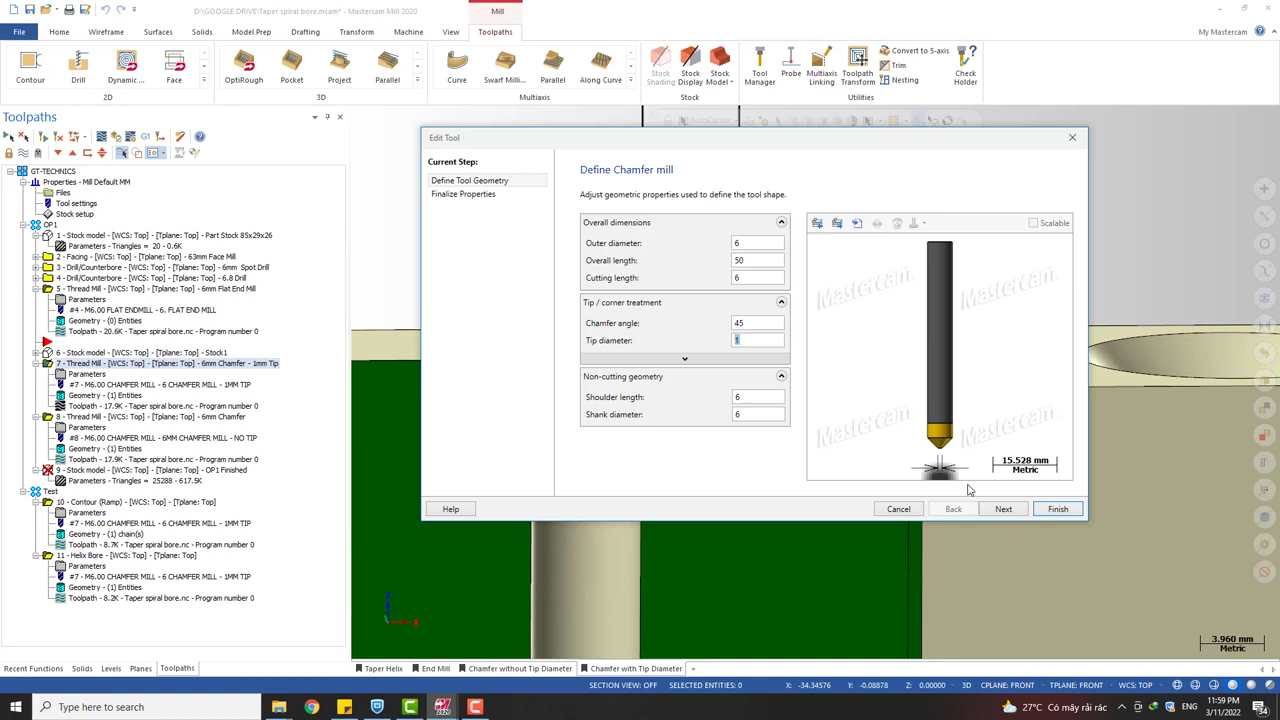 D:\GOOGLE DRIVE\Taper spiral bore.mcam* - Mastercam Mill 2020
Mill
File Home Wireframe Surfaces Solids Model Prep Drafting Transform Machine View Toolpaths
My Mastercam
Contour Drill Dynamic ... Face OptiRough Pocket Project Parallel Curve Swarf Milli... Parallel Along Curve Stock Shading Stock Display Stock Model Tool Manager Probe Multiaxis Linking Toolpath Transform Convert to 5-axis Trim Nesting Check Holder
2D 3D Multiaxis Stock Utilities
Toolpaths
AutoCursor
G1
GT-TECHNICS
Properties - Mill Default MM
Files
Tool settings
Stock setup
OP1
1 - Stock model - [WCS: Top] - [Tplane: Top] - Part Stock 85x29x26
Parameters - Triangles = 20 - 0.6K
2 - Facing - [WCS: Top] - [Tplane: Top] - 63mm Face Mill
3 - Drill/Counterbore - [WCS: Top] - [Tplane: Top] - 6mm Spot Drill
4 - Drill/Counterbore - [WCS: Top] - [Tplane: Top] - 6.8 Drill
5 - Thread Mill - [WCS: Top] - [Tplane: Top] - 6mm Flat End Mill
Parameters
#4 - M6.00 FLAT ENDMILL - 6. FLAT END MILL
Geometry - (0) Entities
Toolpath - 20.6K - Taper spiral bore.nc - Program number 0
6 - Stock model - [WCS: Top] - [Tplane: Top] - Stock1
7 - Thread Mill - [WCS: Top] - [Tplane: Top] - 6mm Chamfer - 1mm Tip
Parameters
#7 - M6.00 CHAMFER MILL - 6 CHAMFER MILL - 1MM TIP
Geometry - (1) Entities
Toolpath - 17.9K - Taper spiral bore.nc - Program number 0
8 - Thread Mill - [WCS: Top] - [Tplane: Top] - 6mm Chamfer
Parameters
#8 - M6.00 CHAMFER MILL - 6MM CHAMFER MILL - NO TIP
Geometry - (1) Entities
Toolpath - 17.9K - Taper spiral bore.nc - Program number 0
9 - Stock model - [WCS: Top] - [Tplane: Top] - OP1 Finished
Parameters - Triangles = 25288 - 617.5K
Test
10 - Contour (Ramp) - [WCS: Top] - [Tplane: Top]
Parameters
#7 - M6.00 CHAMFER MILL - 6 CHAMFER MILL - 1MM TIP
Geometry - (1) chain(s)
Toolpath - 8.7K - Taper spiral bore.nc - Program number 0
11 - Helix Bore - [WCS: Top] - [Tplane: Top]
Parameters
#7 - M6.00 CHAMFER MILL - 6 CHAMFER MILL - 1MM TIP
Geometry - (1) Entities
Toolpath - 8.2K - Taper spiral bore.nc - Program number 0
Edit Tool
Current Step:
Define Tool Geometry
Finalize Properties
Define Chamfer mill
Adjust geometric properties used to define the tool shape.
Overall dimensions
Outer diameter: 6
Overall length: 50
Cutting length: 6
Tip / corner treatment
Chamfer angle: 45
Tip diameter: 1
Non-cutting geometry
Shoulder length: 6
Shank diameter: 6
Scalable
Mastercam Mastercam
Mastercam Mastercam
15.528 mm
Metric
Help Cancel Back Next Finish
Z
X
3.960 mm
Metric
Recent Functions Solids Levels Planes Toolpaths
Taper Helix End Mill Chamfer without Tip Diameter Chamfer with Tip Diameter +
SECTION VIEW: OFF SELECTED ENTITIES: 0 X: -34.34576 Y: -0.08878 Z: 0.00000 3D CPLANE: FRONT TPLANE: FRONT WCS: TOP
Type here to search
2020
27°C Có mây rải rác
ENG
11:59 PM
3/11/2022
34